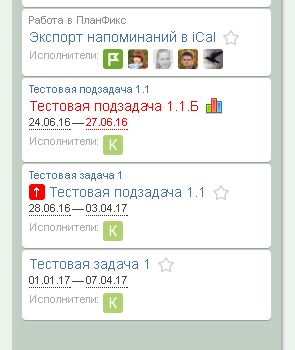 Работа в ПланФикс
Экспорт напоминаний в iCal
Исполнители:
Тестовая подзадача 1.1
Тестовая подзадача 1.1.Б
24.06.16 — 27.06.16
Исполнители: К
Тестовая задача 1
Тестовая подзадача 1.1
28.06.16 — 03.04.17
Исполнители: К
Тестовая задача 1
01.01.17 — 07.04.17
Исполнители: К